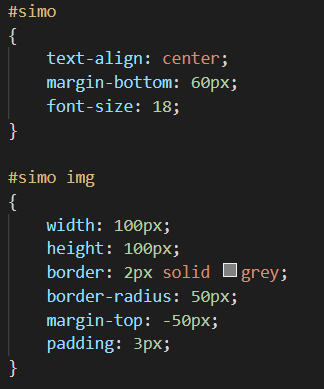 #simo
{
text-align: center;
margin-bottom: 60px;
font-size: 18;
}
#simo img
{
width: 100px;
height: 100px;
border: 2px solid grey;
border-radius: 50px;
margin-top: -50px;
padding: 3px;
}